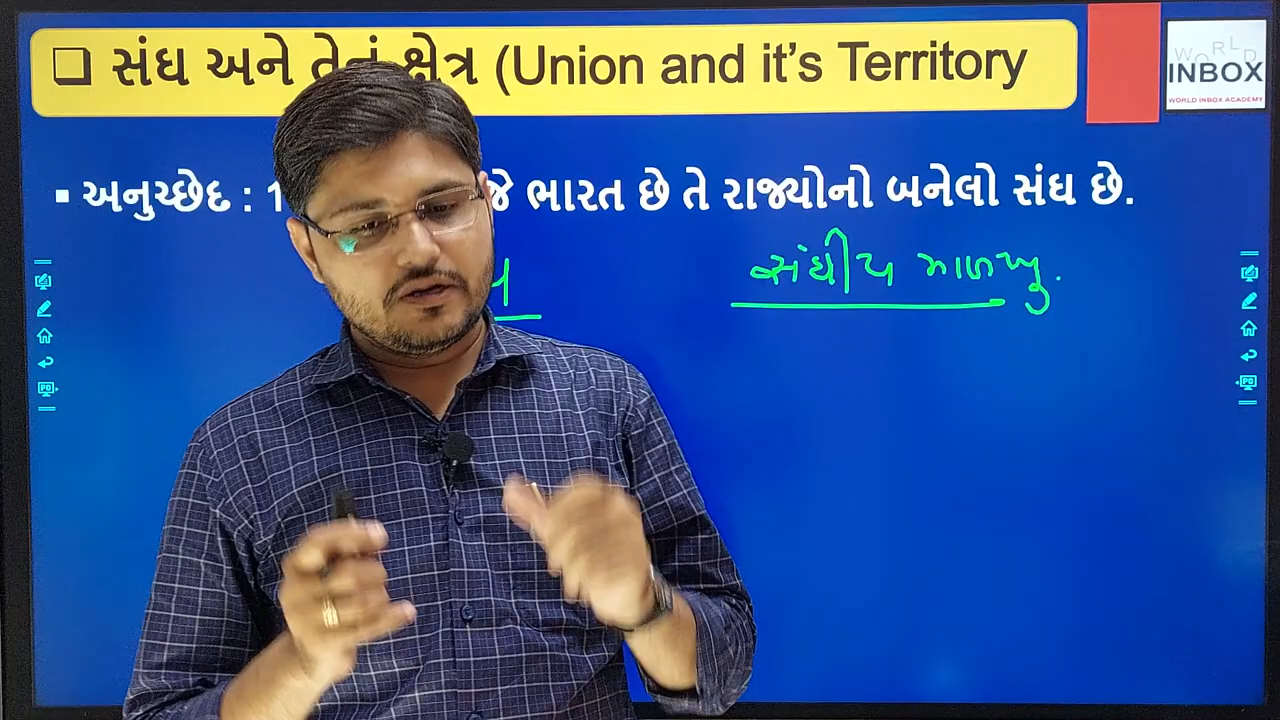 ❑ સંઘ અને તેનું ક્ષેત્ર (Union and it’s Territory
WORLD
INBOX
WORLD INBOX ACADEMY
▪ અનુચ્છેદ : 1 જે ભારત છે તે રાજ્યોનો બનેલો સંઘ છે.
સંઘીય માળખુ.